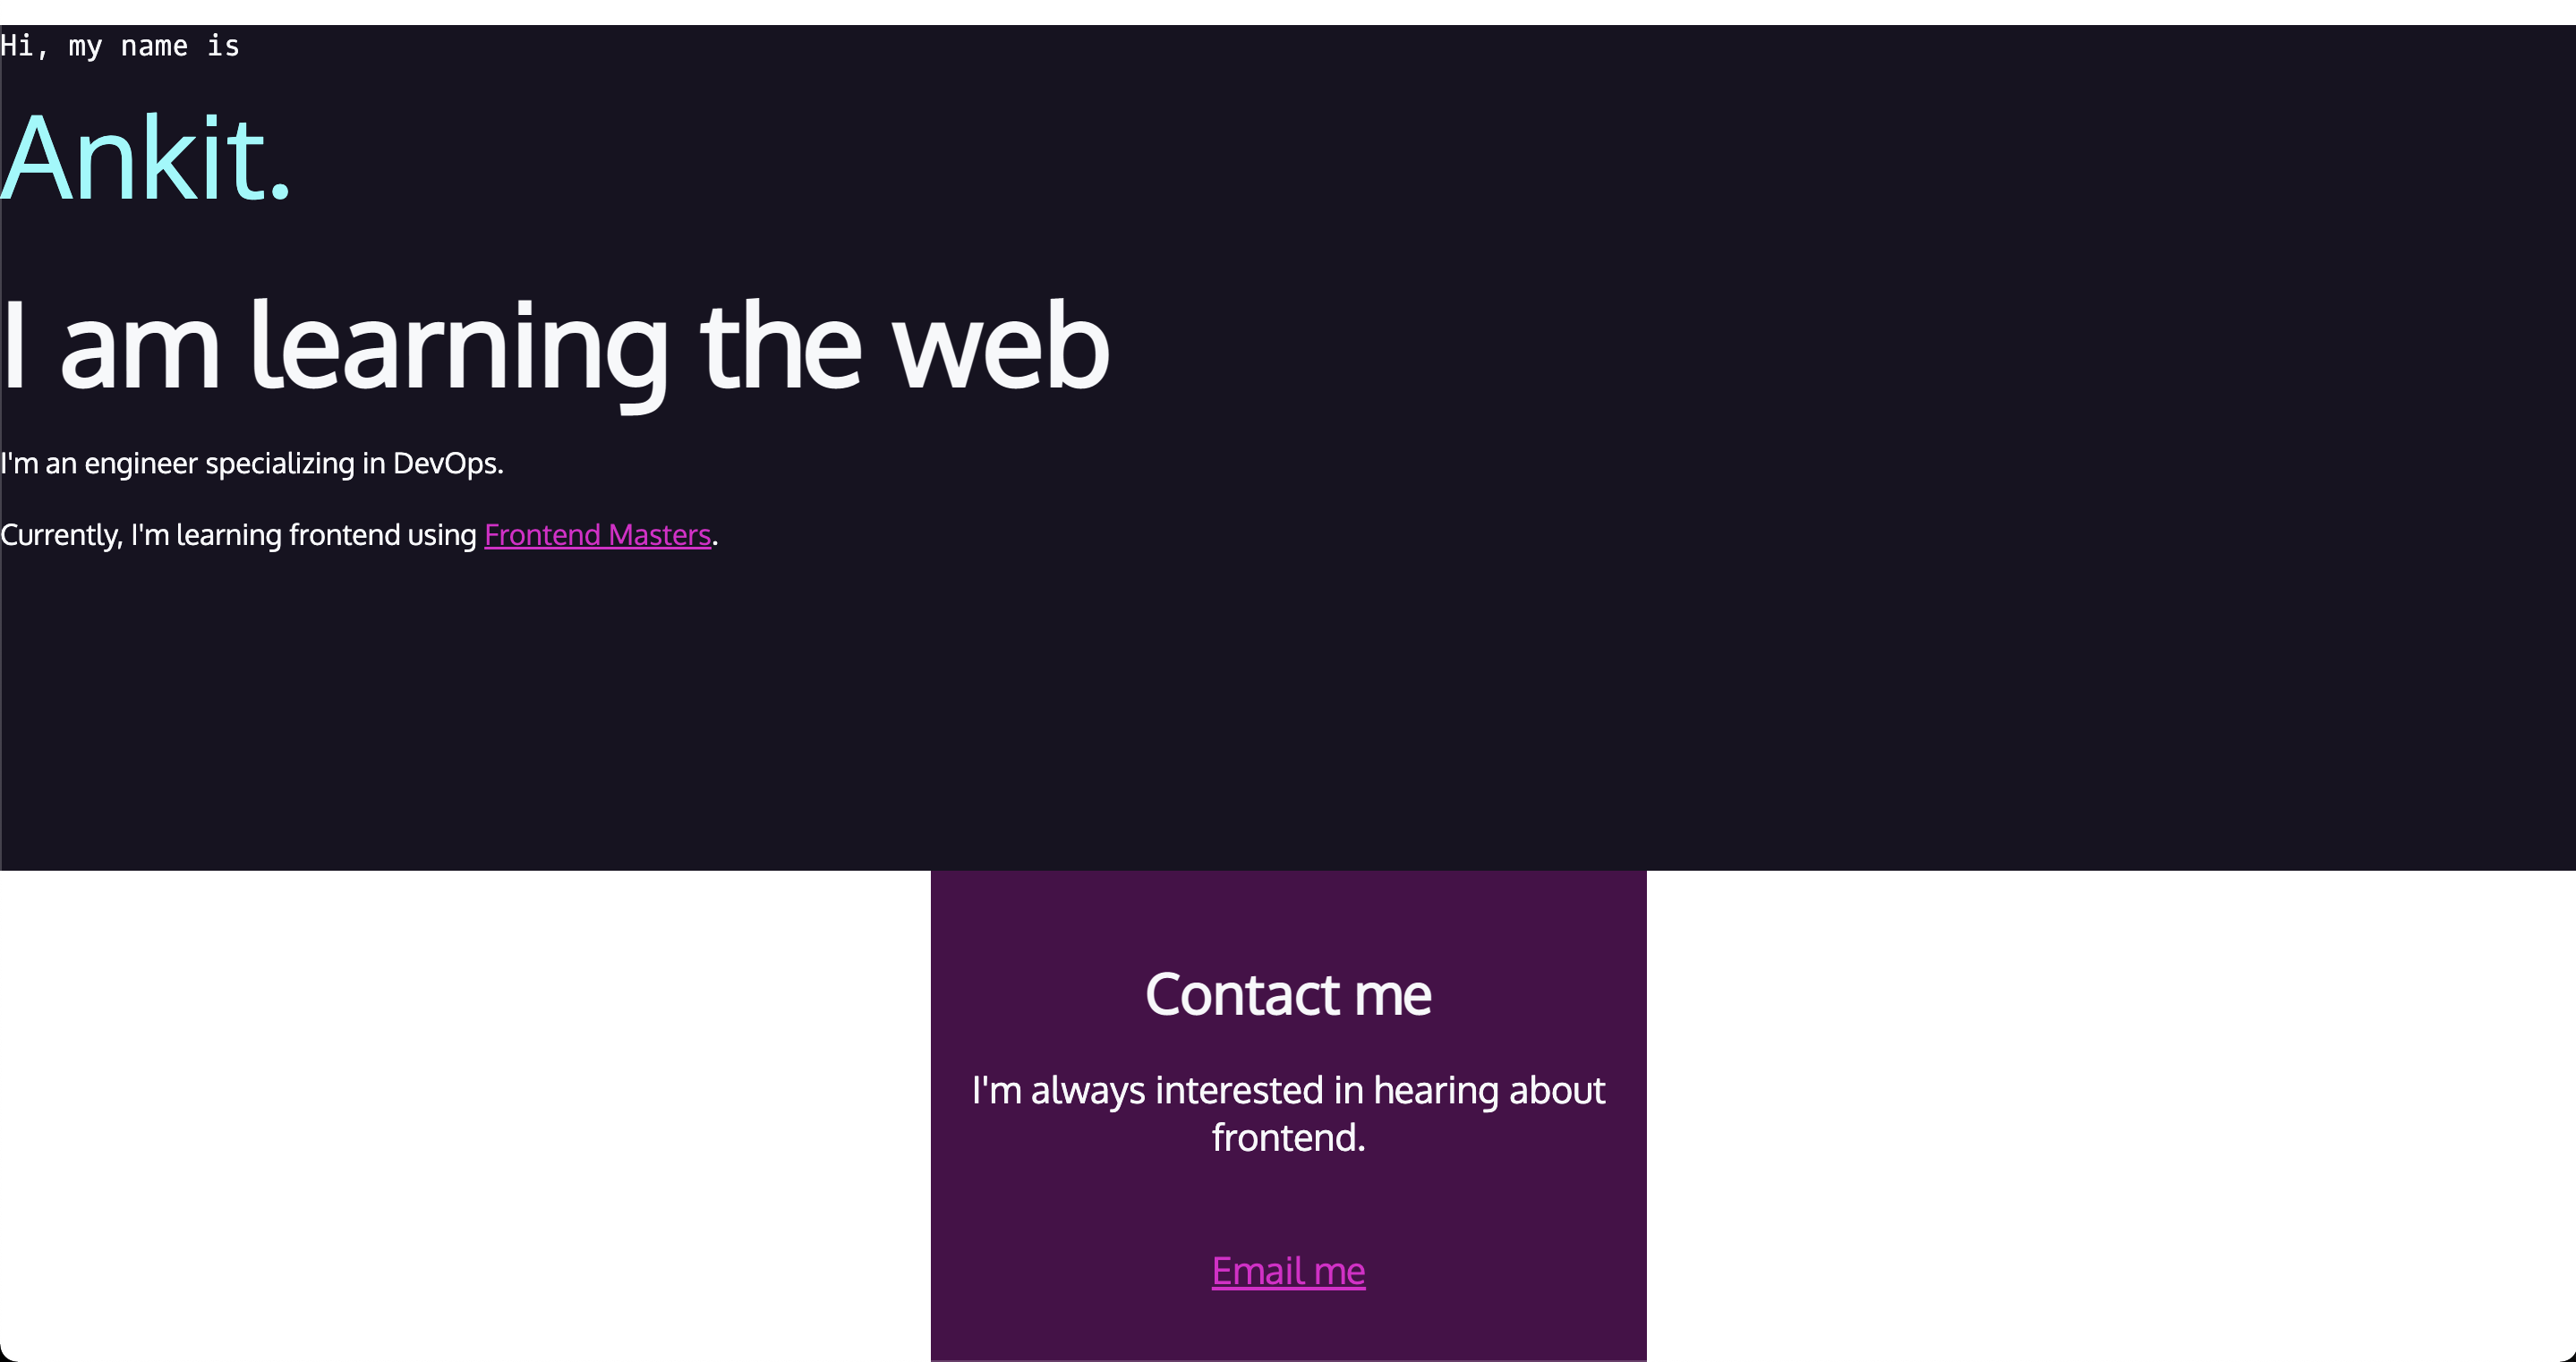 Hi, my name is
Ankit.
I am learning the web
I'm an engineer specializing in DevOps.
Currently, I'm learning frontend using Frontend Masters.
Contact me
I'm always interested in hearing about
frontend.
Email me